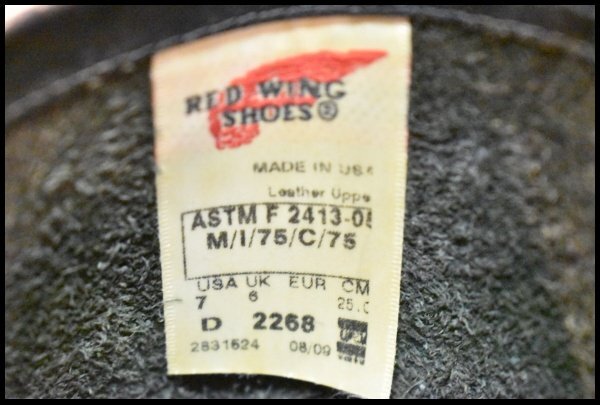 RED WING
SHOES®
MADE IN USA
Leather Uppe
ASTM F 2413-05
M/I/75/C/75
USA UK EUR CM
7 6 25.0
D 2268
2831524 08/09